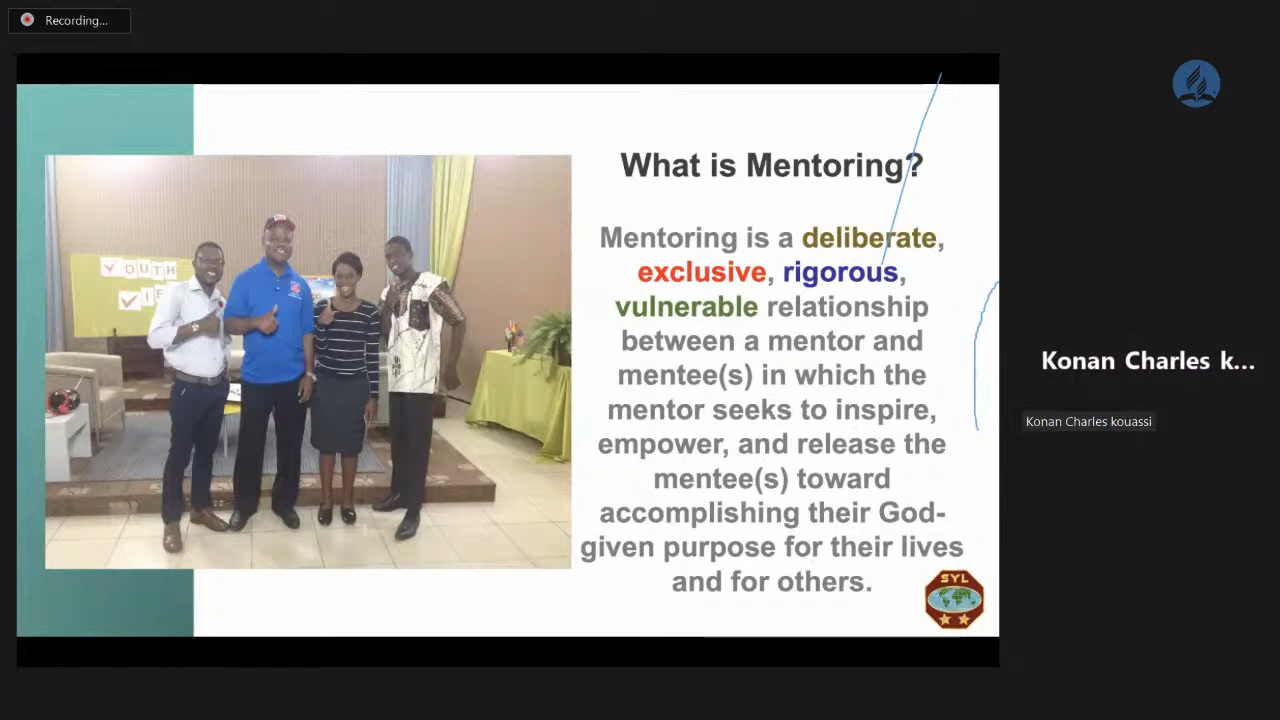 Recording...
What is Mentoring?
Mentoring is a deliberate,
exclusive, rigorous,
vulnerable relationship
between a mentor and
mentee(s) in which the
mentor seeks to inspire,
empower, and release the
mentee(s) toward
accomplishing their God-
given purpose for their lives
and for others.
YOUTH
VIE
SYL
Konan Charles k...
Konan Charles kouassi